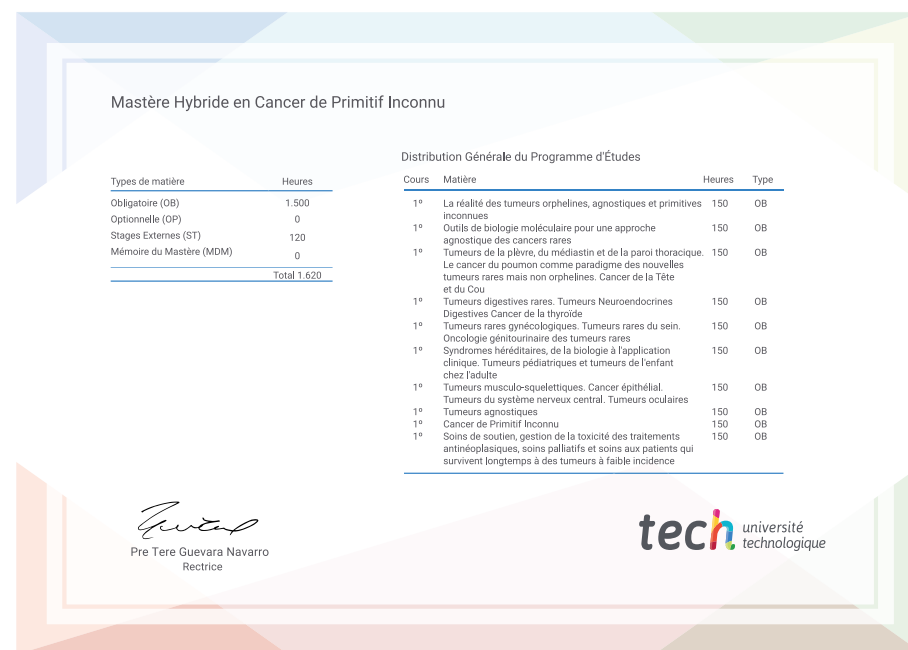 Mastère Hybride en Cancer de Primitif Inconnu
Types de matière Heures
Obligatoire (OB) 1.500
Optionnelle (OP) 0
Stages Externes (ST) 120
Mémoire du Mastère (MDM) 0
Total 1.620
Distribution Générale du Programme d'Études
Cours Matière Heures Type
1º La réalité des tumeurs orphelines, agnostiques et primitives 150 OB
inconnues
1º Outils de biologie moléculaire pour une approche 150 OB
agnostique des cancers rares
1º Tumeurs de la plèvre, du médiastin et de la paroi thoracique. 150 OB
Le cancer du poumon comme paradigme des nouvelles
tumeurs rares mais non orphelines. Cancer de la Tête
et du Cou
1º Tumeurs digestives rares. Tumeurs Neuroendocrines 150 OB
Digestives Cancer de la thyroïde
1º Tumeurs rares gynécologiques. Tumeurs rares du sein. 150 OB
Oncologie génitourinaire des tumeurs rares
1º Syndromes héréditaires, de la biologie à l'application 150 OB
clinique. Tumeurs pédiatriques et tumeurs de l'enfant
chez l'adulte
1º Tumeurs musculo-squelettiques. Cancer épithélial. 150 OB
Tumeurs du système nerveux central. Tumeurs oculaires
1º Tumeurs agnostiques 150 OB
1º Cancer de Primitif Inconnu 150 OB
1º Soins de soutien, gestion de la toxicité des traitements 150 OB
antinéoplasiques, soins palliatifs et soins aux patients qui
survivent longtemps à des tumeurs à faible incidence
Pre Tere Guevara Navarro
Rectrice
tech université
technologique